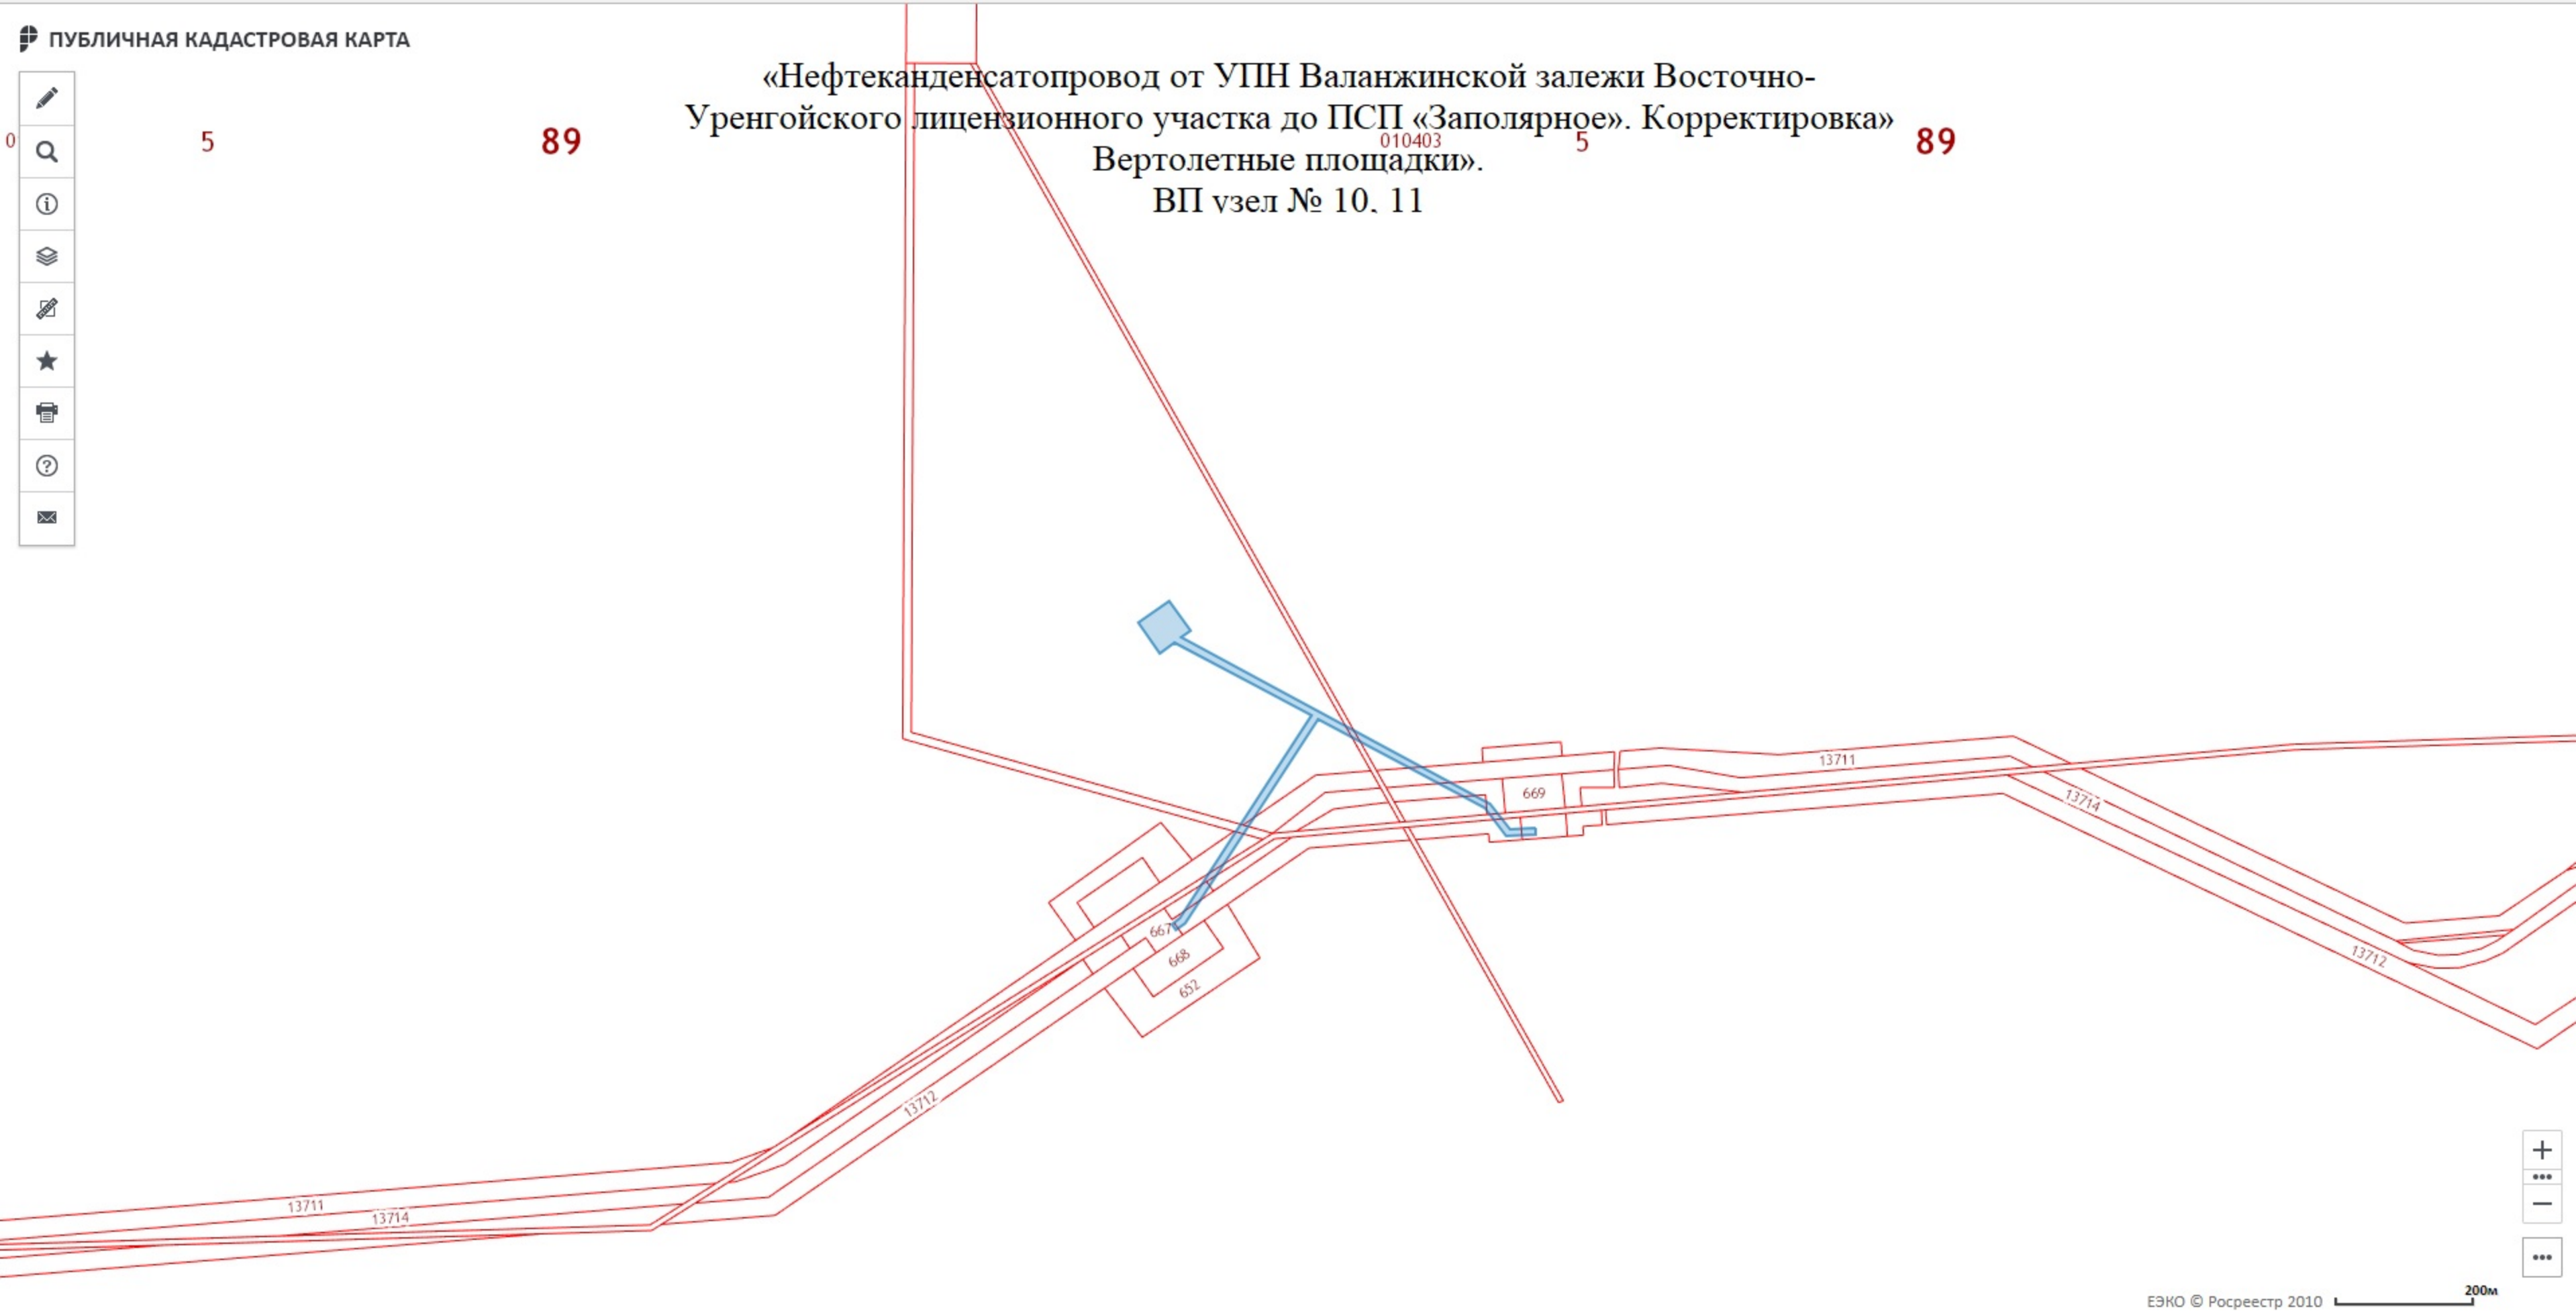 ПУБЛИЧНАЯ КАДАСТРОВАЯ КАРТА
«Нефтеканденсатопровод от УПН Валанжинской залежи Восточно-
Уренгойского лицензионного участка до ПСП «Заполярное». Корректировка»
Вертолетные площадки».
ВП узел № 10, 11
0
5
89
010403
5
89
13711
669
13714
667
668
652
13712
13712
13711
13714
200м
ЕЭКО © Росреестр 2010